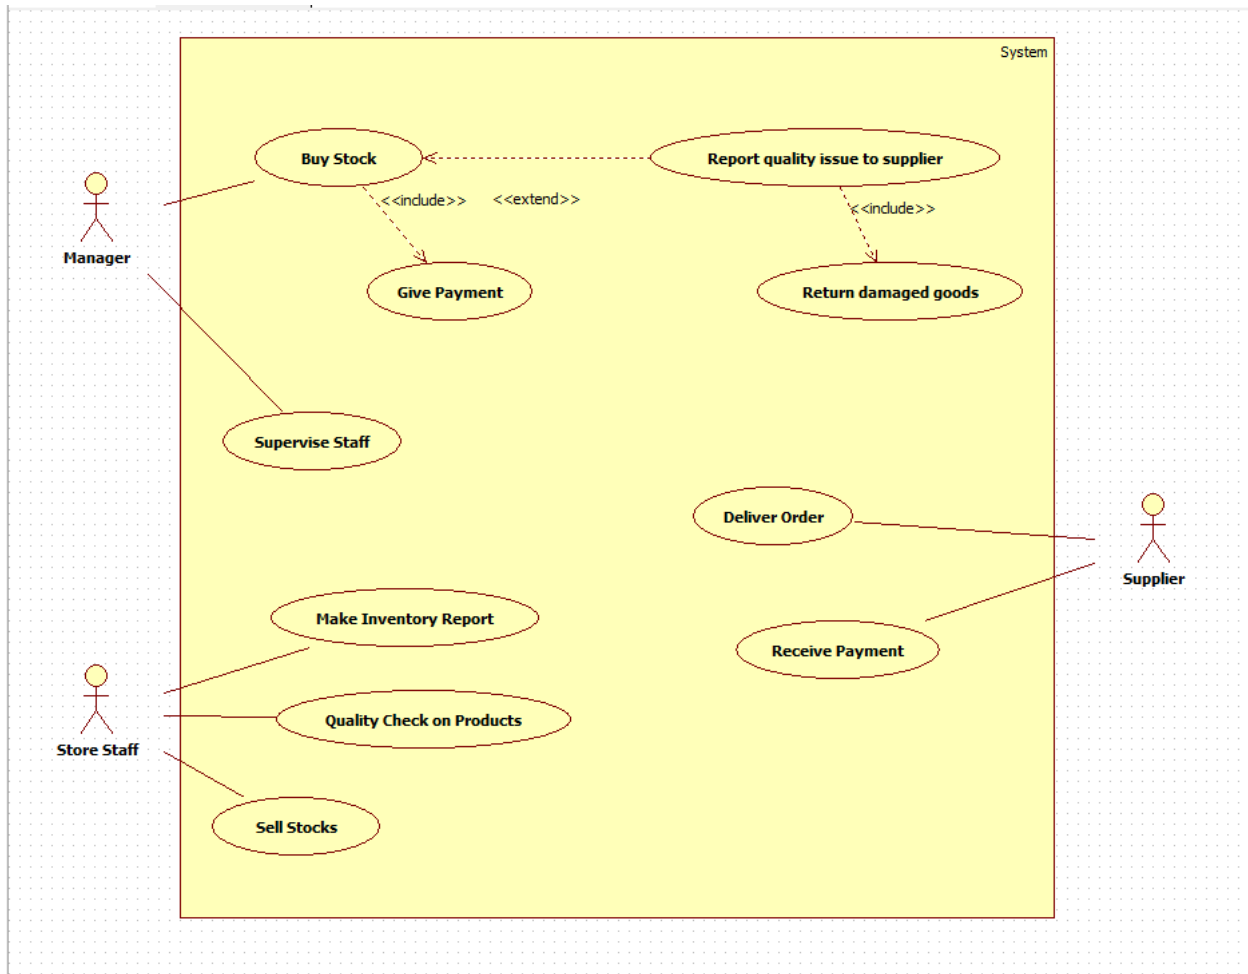 System
Buy Stock
Report quality issue to supplier
<<include>>
<<extend>>
<<include>>
Manager
Give Payment
Return damaged goods
Supervise Staff
Deliver Order
Supplier
Make Inventory Report
Receive Payment
Quality Check on Products
Store Staff
Sell Stocks